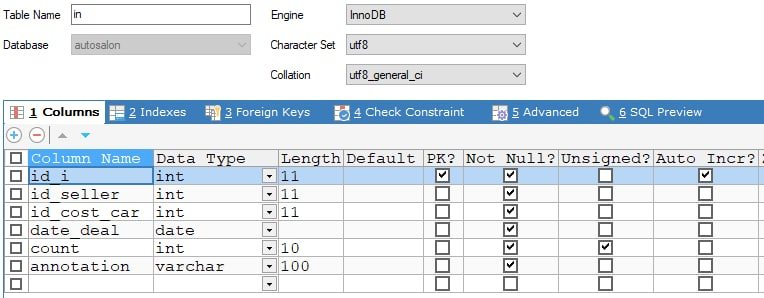 Table Name in Engine InnoDB
Database autosalon Character Set utf8
Collation utf8_general_ci
1 Columns 2 Indexes 3 Foreign Keys 4 Check Constraint 5 Advanced 6 SQL Preview
Column Name Data Type Length Default PK? Not Null? Unsigned? Auto Incr?
id_i int 11
id_seller int 11
id_cost_car int 11
date_deal date
count int 10
annotation varchar 100